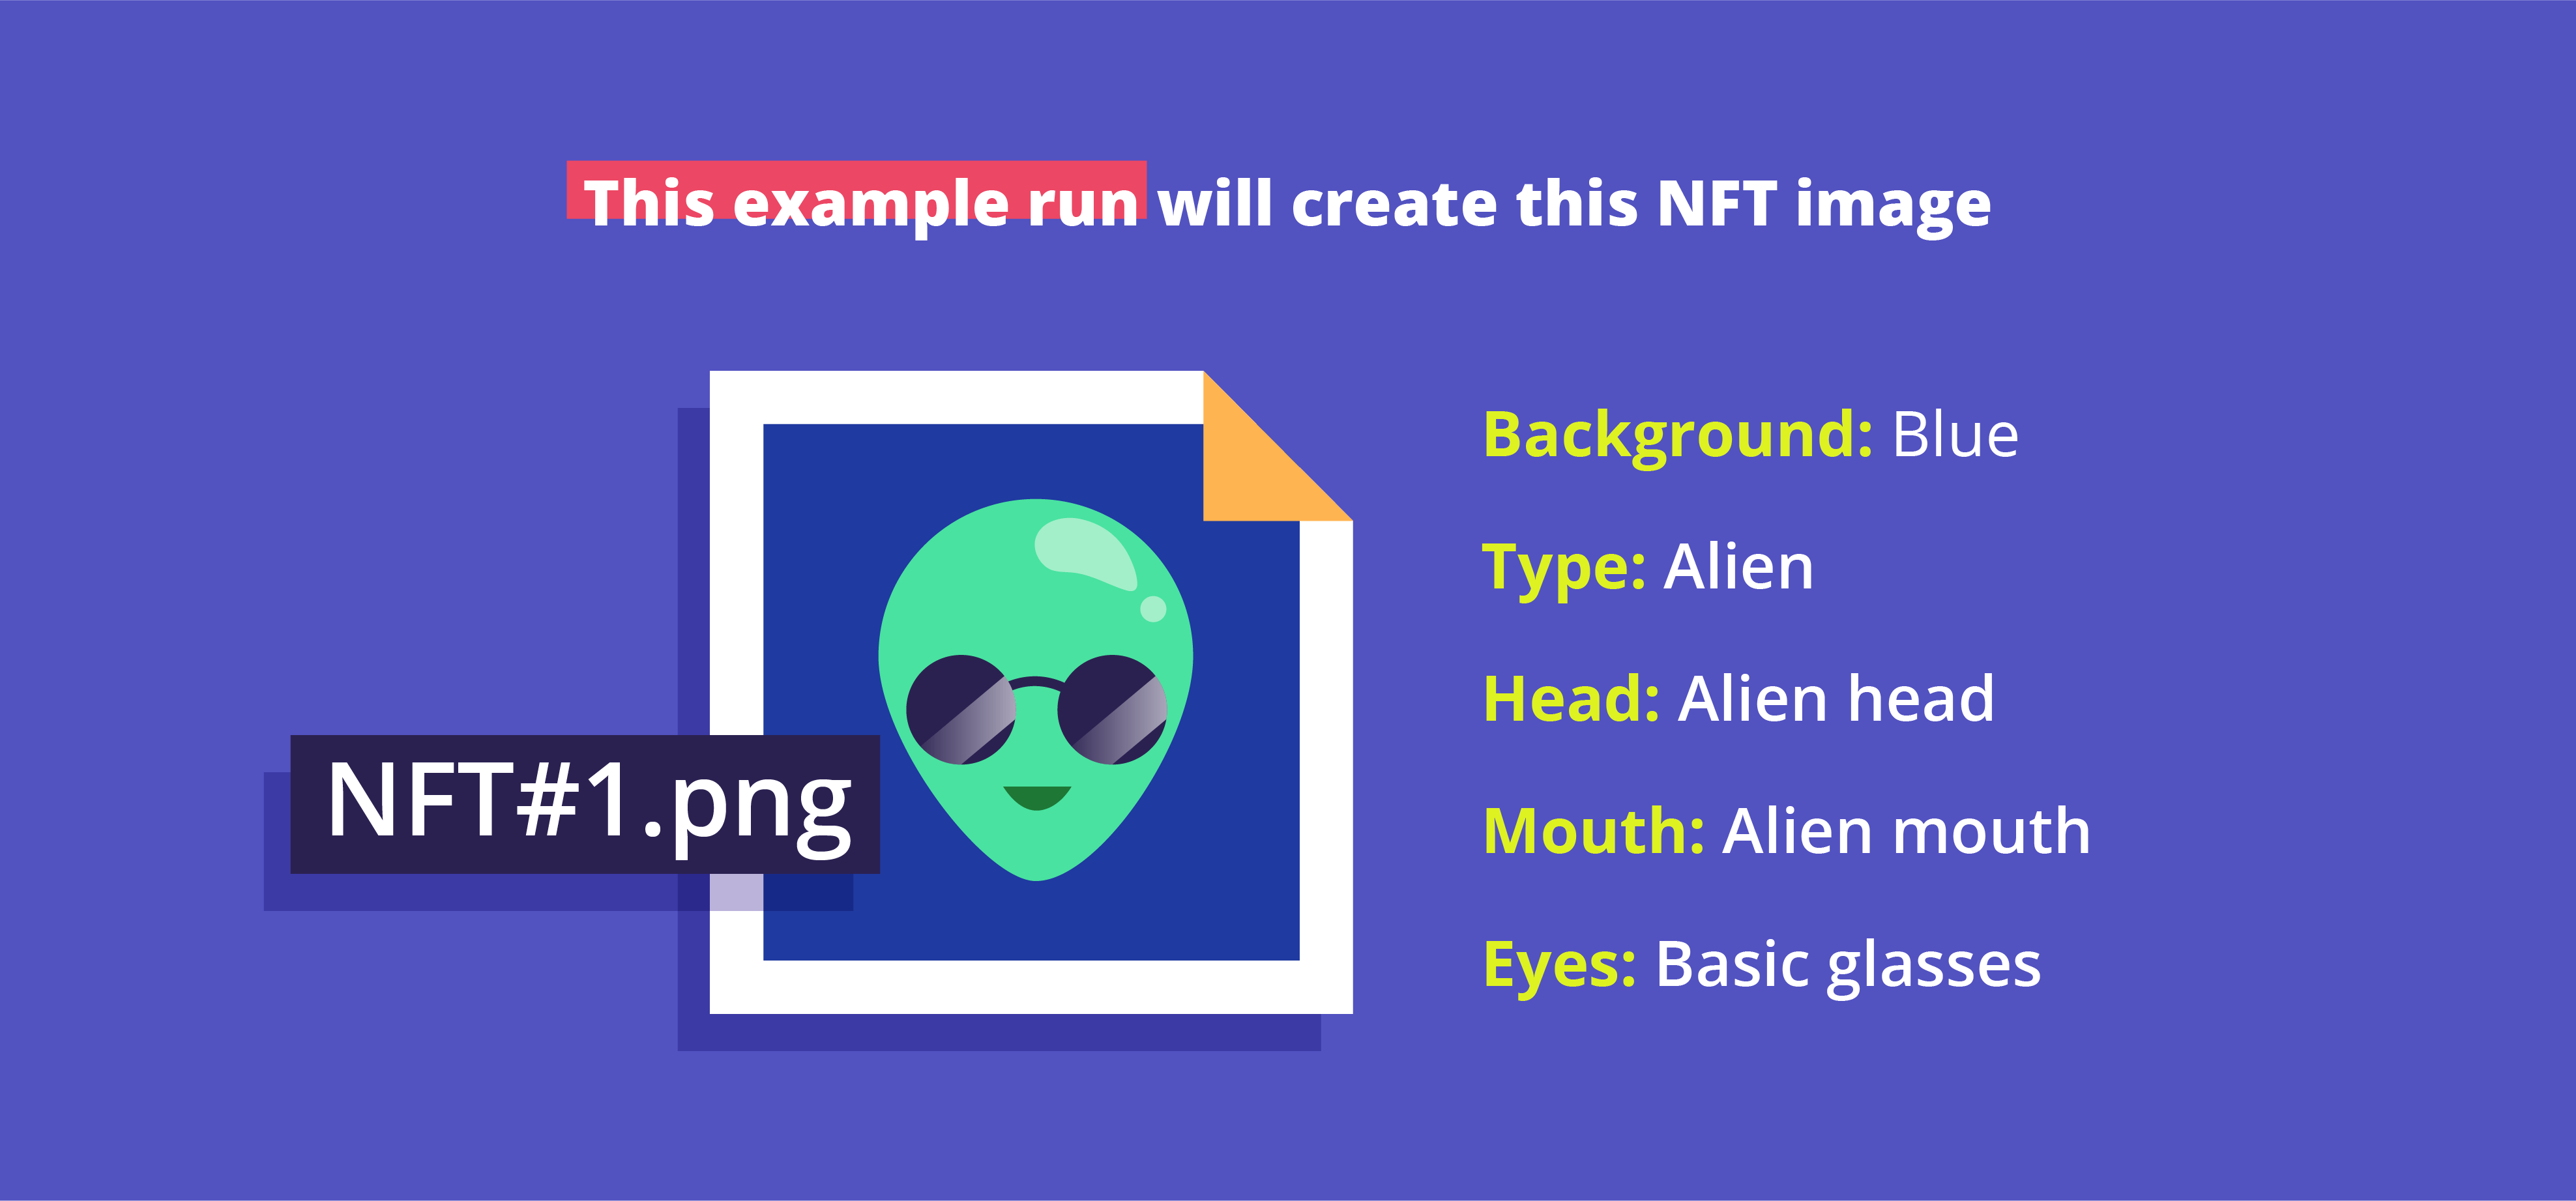 This example run will create this NFT image
NFT#1.png
Background: Blue
Type: Alien
Head: Alien head
Mouth: Alien mouth
Eyes: Basic glasses